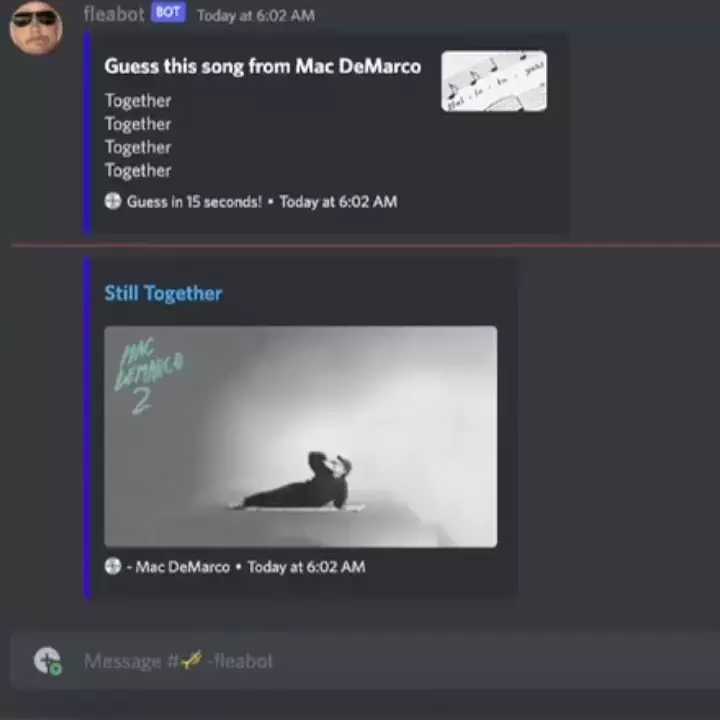 fleabot BOT Today at 6:02 AM
Guess this song from Mac DeMarco
Together
Together
Together
Together
Guess in 15 seconds! • Today at 6:02 AM
Still Together
MAC
DEMARCO
2
- Mac DeMarco • Today at 6:02 AM
Message # -fleabot